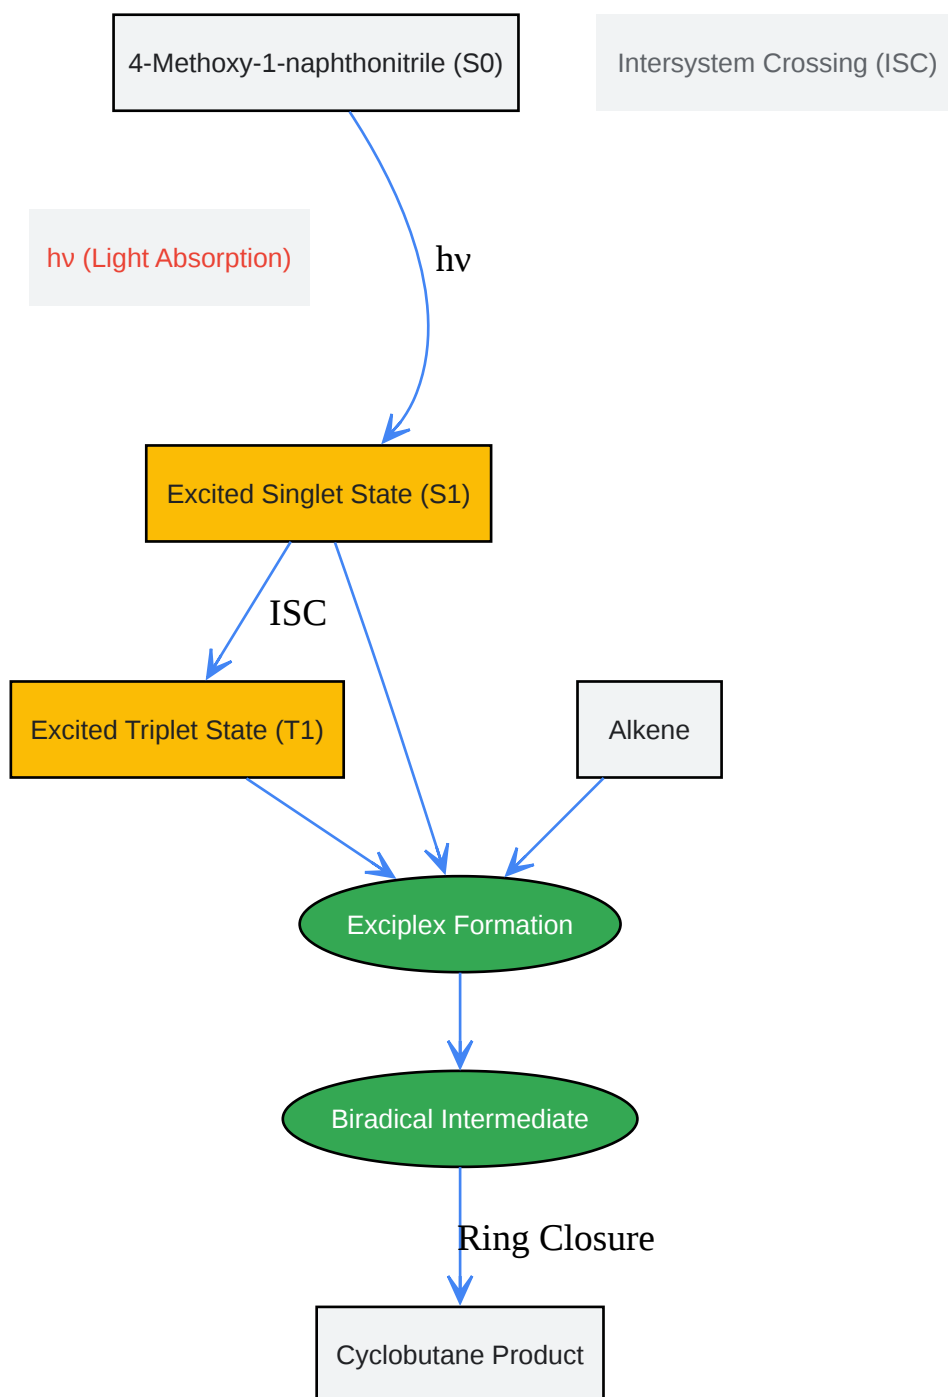 4-Methoxy-1-naphthonitrile (S0)
Intersystem Crossing (ISC)
hν (Light Absorption)
hν
Excited Singlet State (S1)
ISC
Excited Triplet State (T1)
Alkene
Exciplex Formation
Biradical Intermediate
Ring Closure
Cyclobutane Product